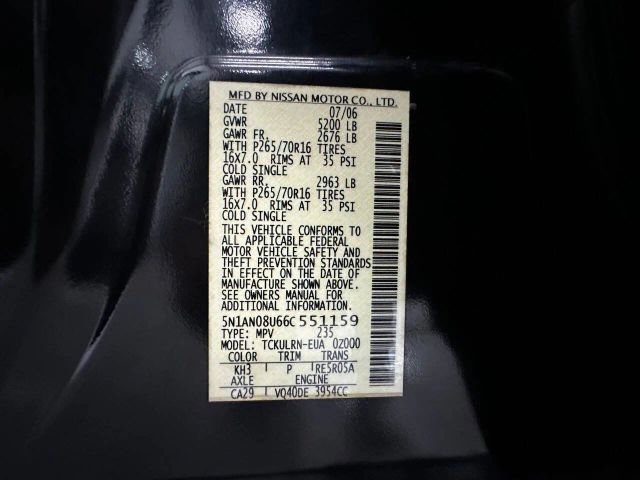 MFD BY NISSAN MOTOR CO., LTD.
DATE 07/06
GVWR 5200 LB
GAWR FR. 2676 LB
WITH P265/70R16 TIRES
16X7.0 RIMS AT 35 PSI
COLD SINGLE
GAWR RR. 2963 LB
WITH P265/70R16 TIRES
16X7.0 RIMS AT 35 PSI
COLD SINGLE
THIS VEHICLE CONFORMS TO
ALL APPLICABLE FEDERAL
MOTOR VEHICLE SAFETY AND
THEFT PREVENTION STANDARDS
IN EFFECT ON THE DATE OF
MANUFACTURE SHOWN ABOVE.
SEE OWNERS MANUAL FOR
ADDITIONAL INFORMATION.
5N1AN08U66C551159
TYPE: MPV 235
MODEL: TCKULRN-EUA 0Z000
COLOR TRIM TRANS
KH3 P RE5R05A
AXLE ENGINE
CA29 VQ40DE 3954CC